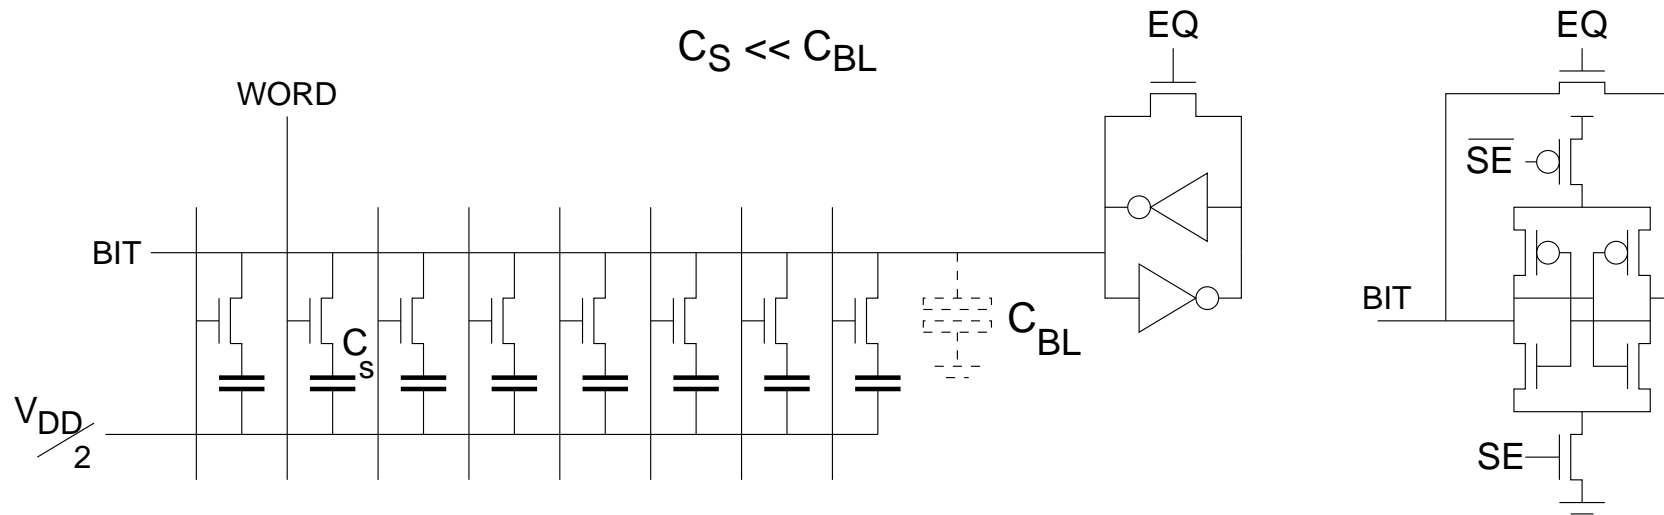 C_S << C_BL
EQ
EQ
WORD
SE
BIT
C_s
C_BL
BIT
V_DD/2
SE